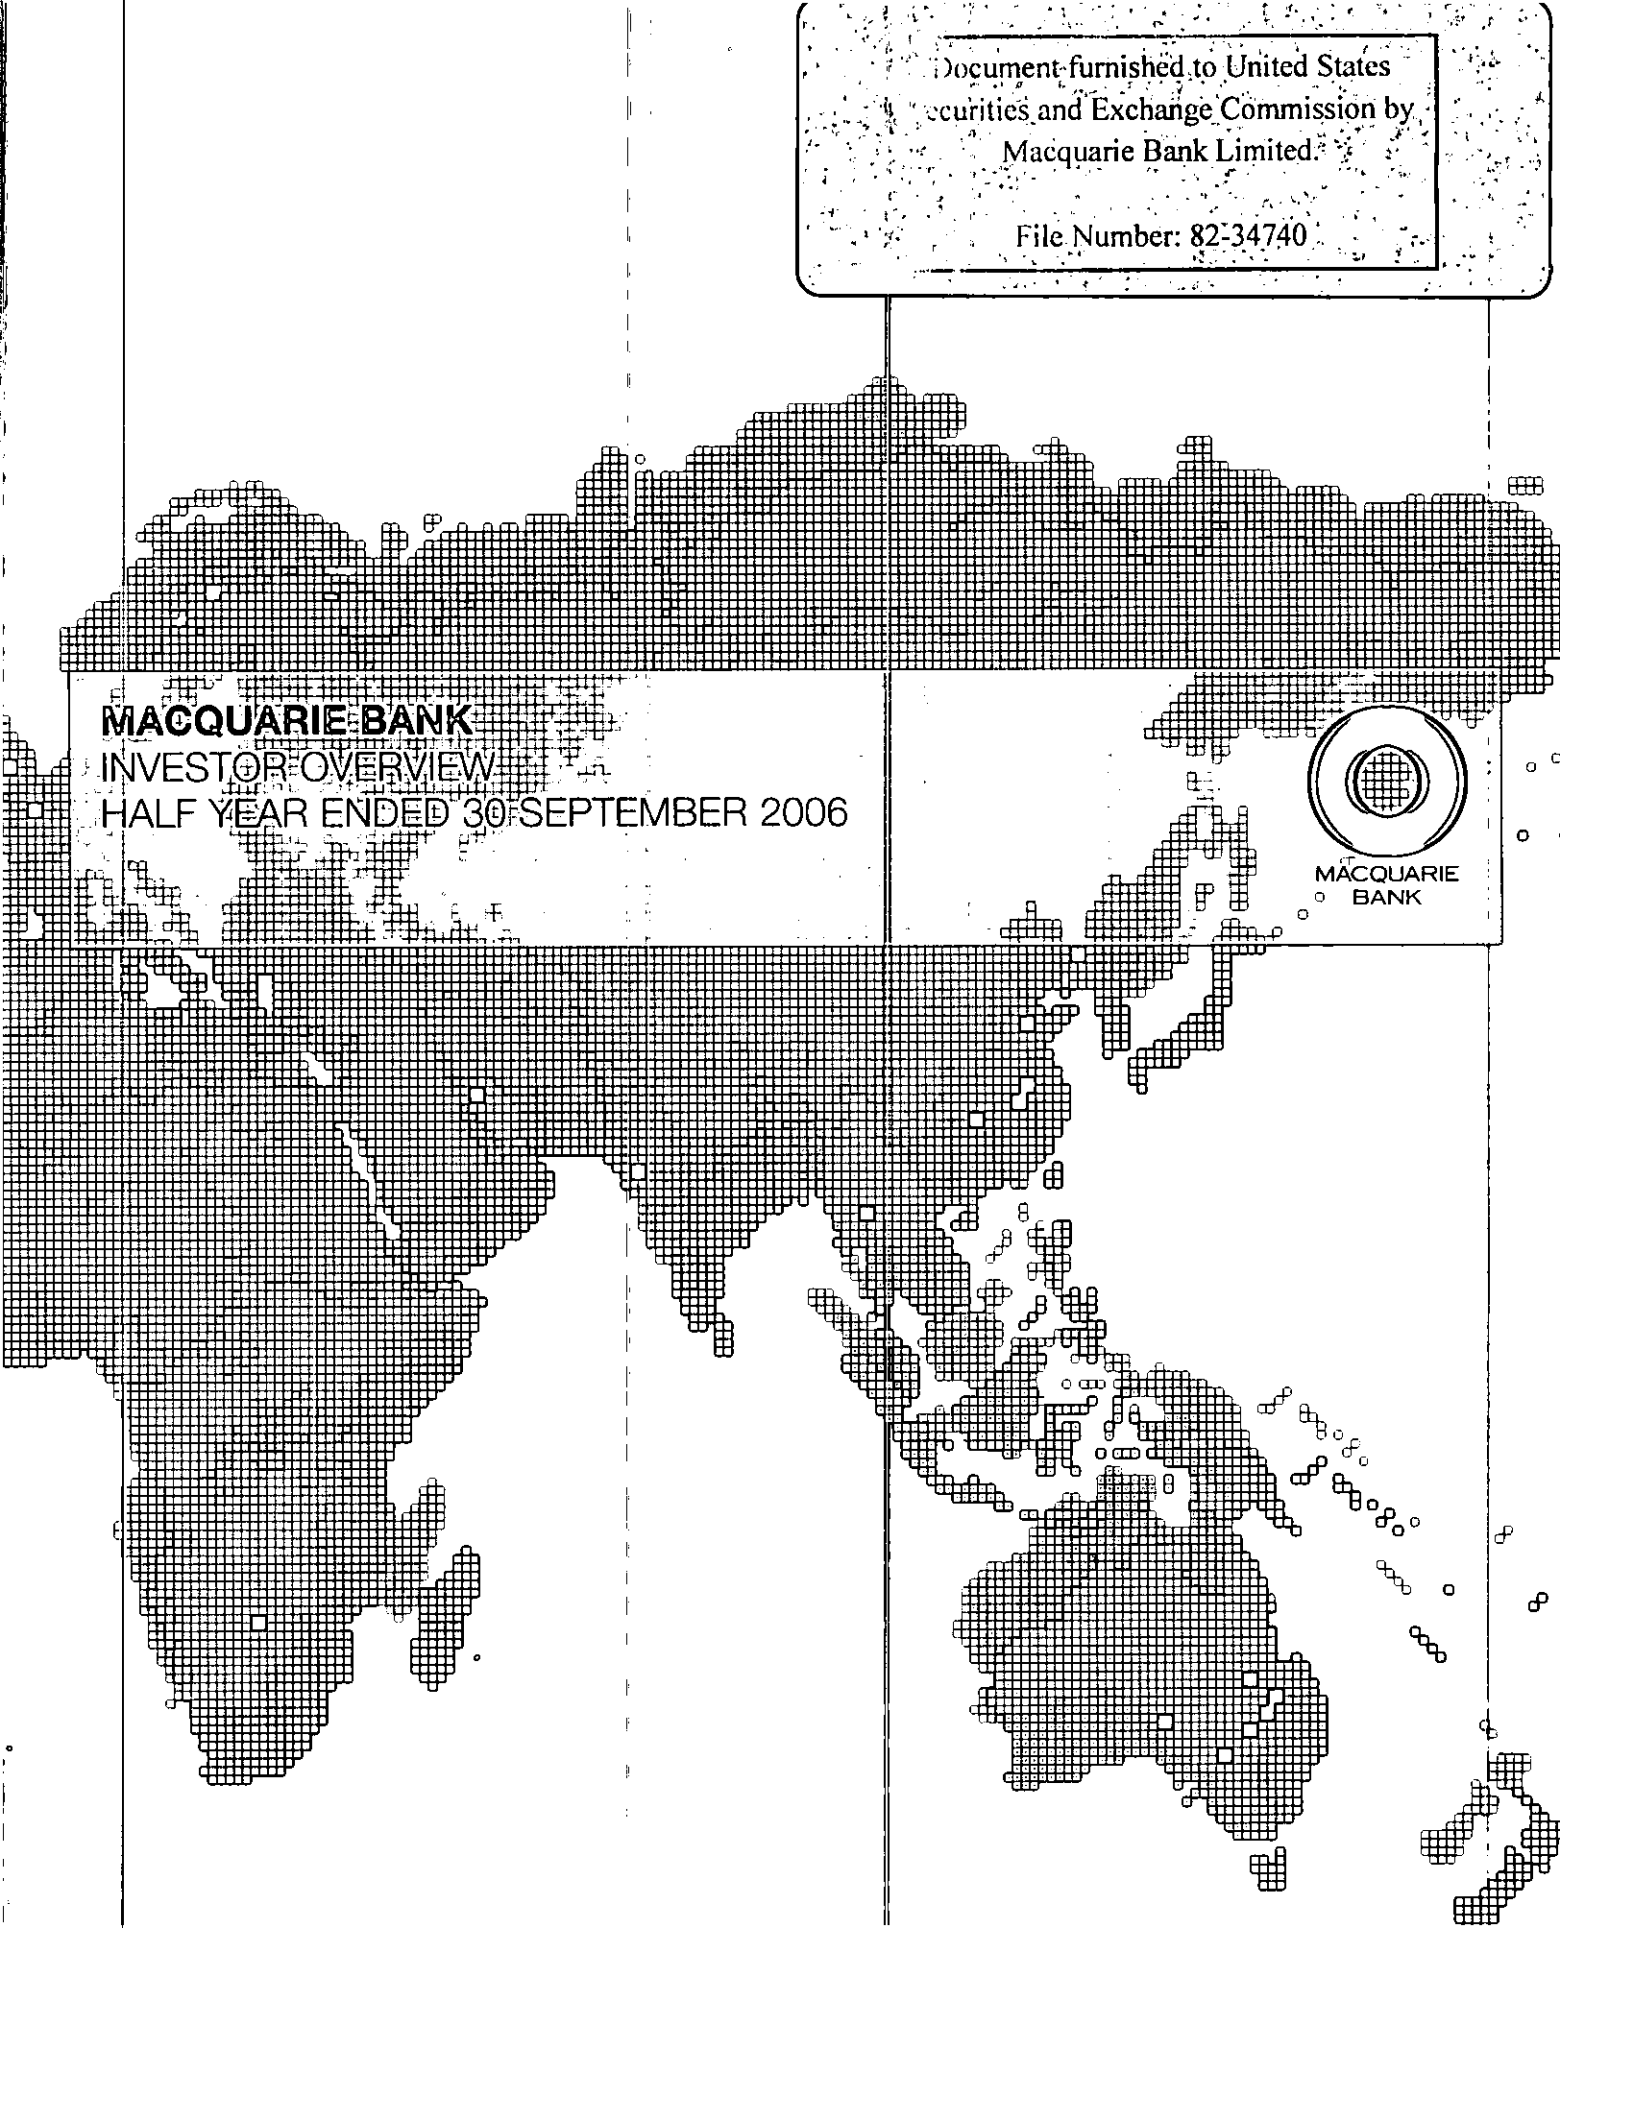 Document furnished to United States
Securities and Exchange Commission by
Macquarie Bank Limited.
File Number: 82-34740
MACQUARIE BANK
INVESTOR OVERVIEW
HALF YEAR ENDED 30 SEPTEMBER 2006
MACQUARIE
BANK